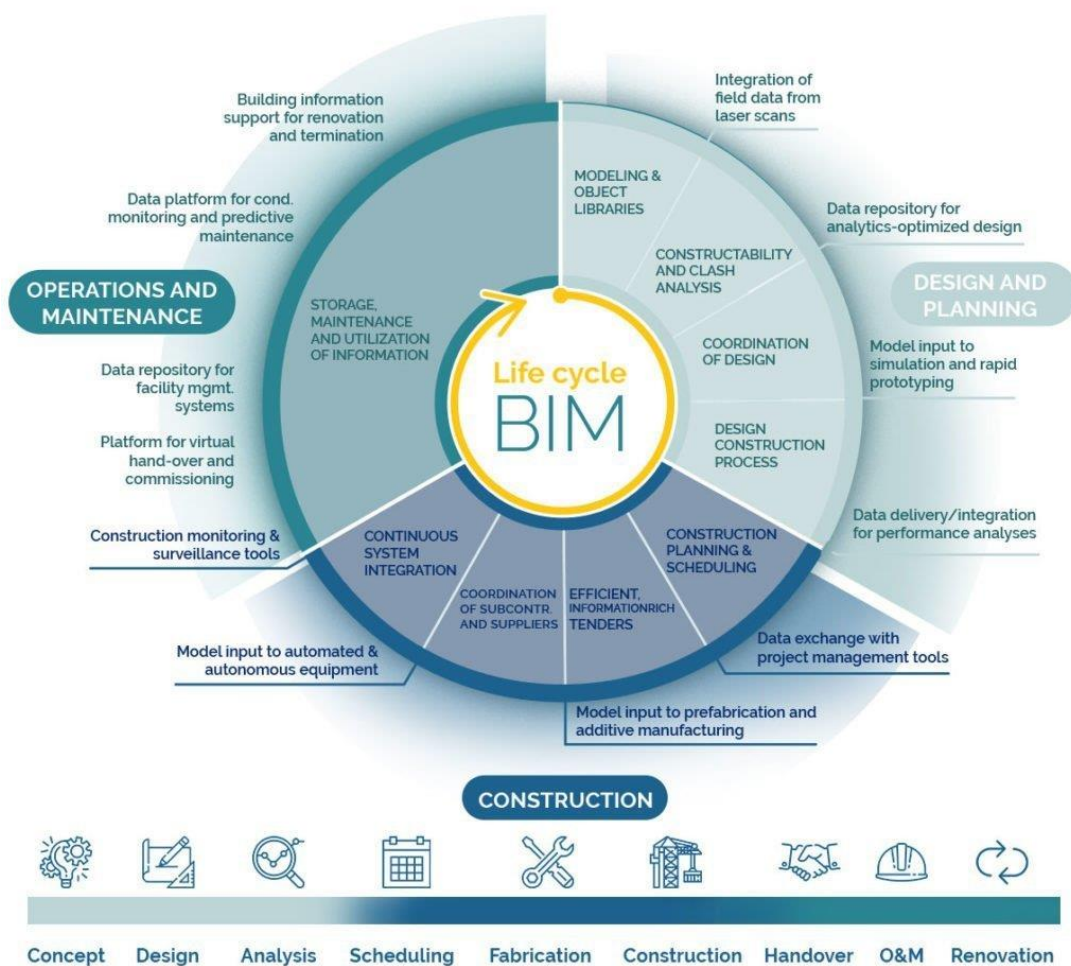 Building information
support for renovation
and termination
Data platform for cond.
monitoring and predictive
maintenance
OPERATIONS AND
MAINTENANCE
Data repository for
facility mgmt.
systems
Platform for virtual
hand-over and
commissioning
Construction monitoring &
surveillance tools
Model input to automated &
autonomous equipment
STORAGE,
MAINTENANCE
AND UTILIZATION
OF INFORMATION
Life cycle
BIM
MODELING &
OBJECT
LIBRARIES
CONSTRUCTABILITY
AND CLASH
ANALYSIS
COORDINATION
OF DESIGN
DESIGN
CONSTRUCTION
PROCESS
CONSTRUCTION
PLANNING &
SCHEDULING
EFFICIENT,
INFORMATIONRICH
TENDERS
COORDINATION
OF SUBCONTR.
AND SUPPLIERS
CONTINUOUS
SYSTEM
INTEGRATION
Integration of
field data from
laser scans
Data repository for
analytics-optimized design
DESIGN AND
PLANNING
Model input to
simulation and rapid
prototyping
Data delivery/integration
for performance analyses
Data exchange with
project management tools
Model input to prefabrication and
additive manufacturing
CONSTRUCTION
Concept
Design
Analysis
Scheduling
Fabrication
Construction
Handover
O&M
Renovation